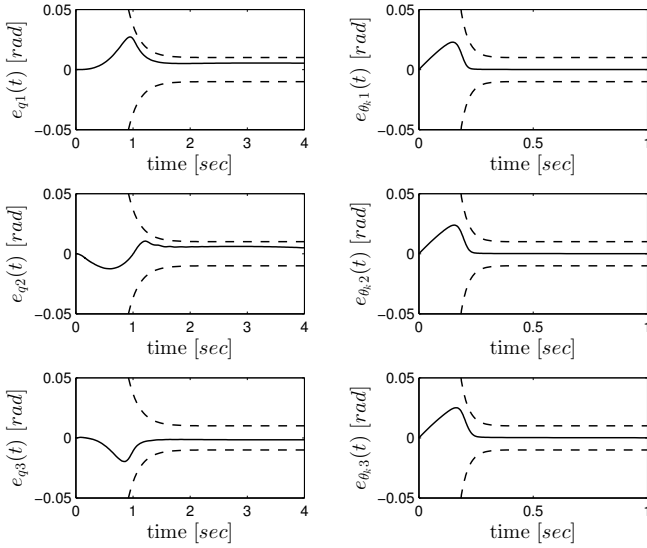 0.05
0
−0.05
0 1 2 3 4
time [sec]
e_{q1}(t) [rad]
0.05
0
−0.05
0 0.5 1
time [sec]
e_{θ_k1}(t) [rad]
0.05
0
−0.05
0 1 2 3 4
time [sec]
e_{q2}(t) [rad]
0.05
0
−0.05
0 0.5 1
time [sec]
e_{θ_k2}(t) [rad]
0.05
0
−0.05
0 1 2 3 4
time [sec]
e_{q3}(t) [rad]
0.05
0
−0.05
0 0.5 1
time [sec]
e_{θ_k3}(t) [rad]